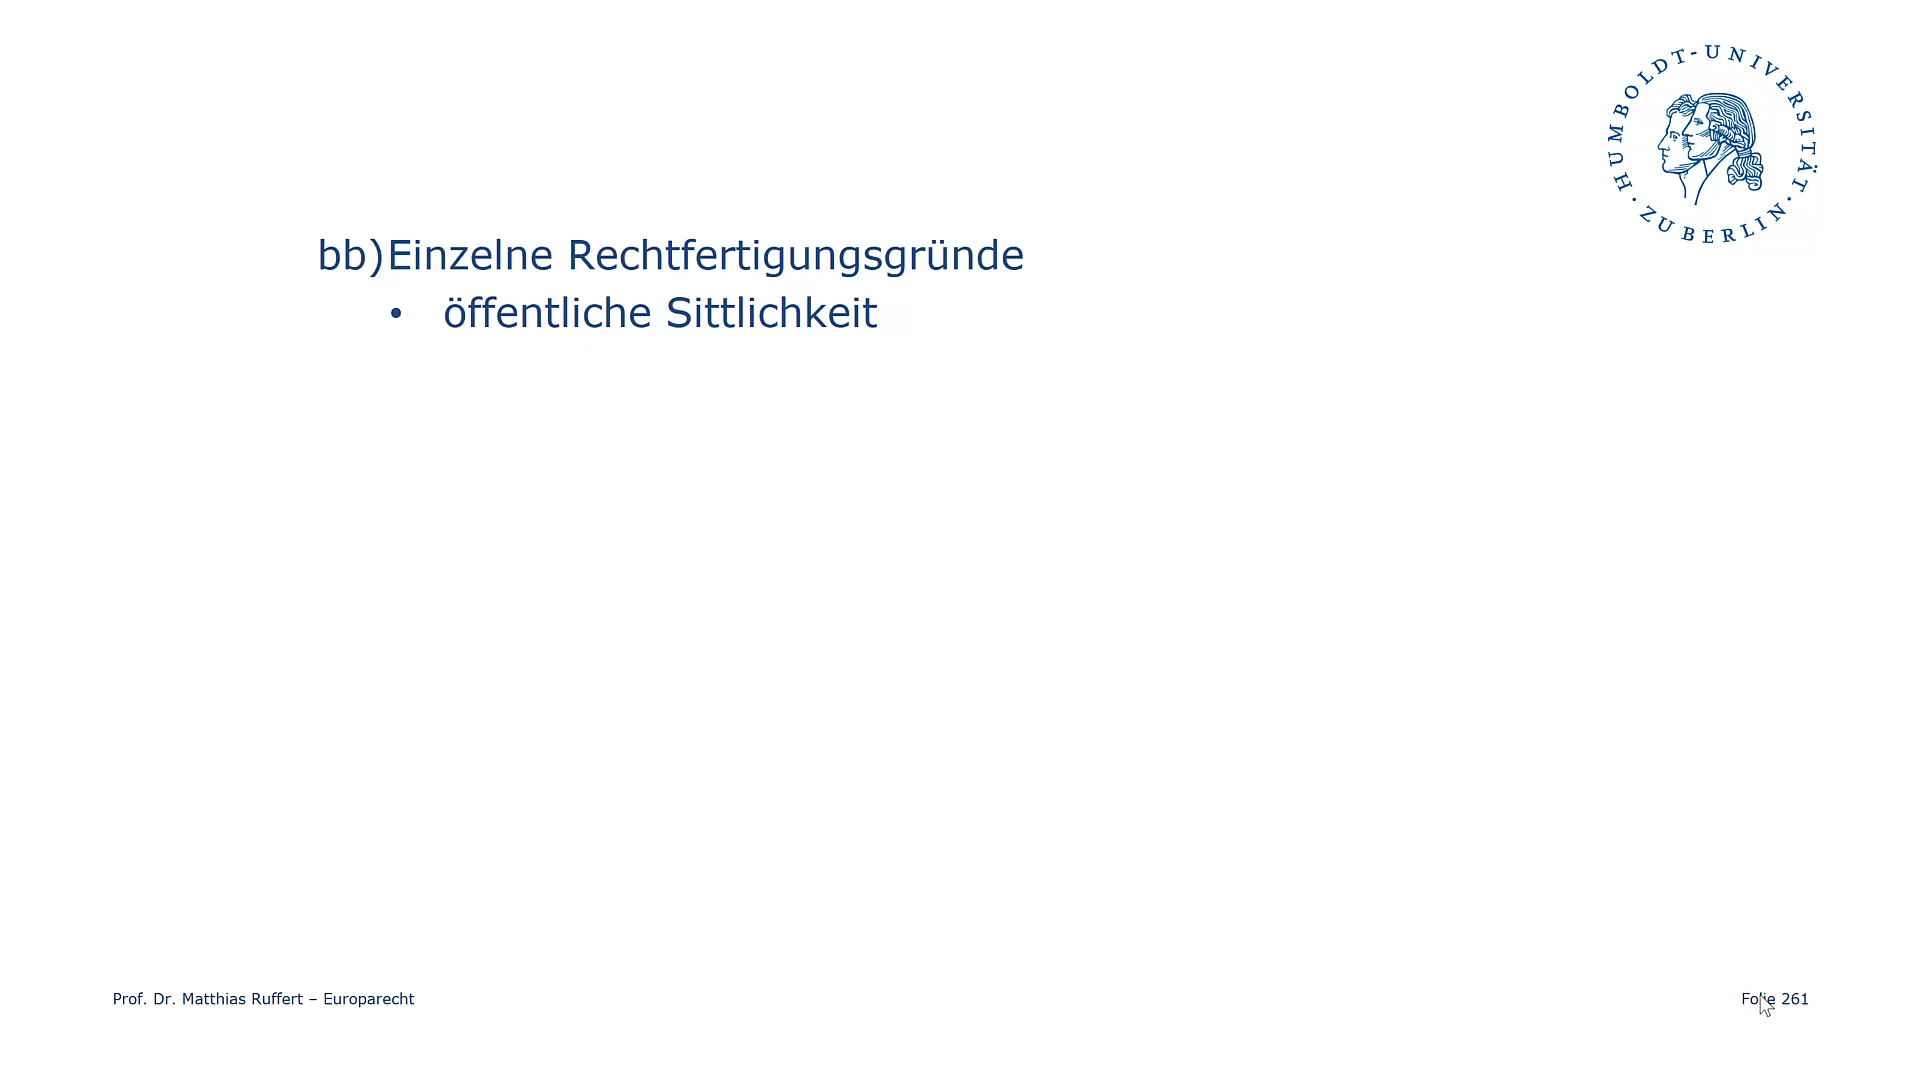 HUMBOLDT-UNIVERSITÄT · ZU BERLIN ·
bb) Einzelne Rechtfertigungsgründe
• öffentliche Sittlichkeit
Prof. Dr. Matthias Ruffert – Europarecht
Folie 261